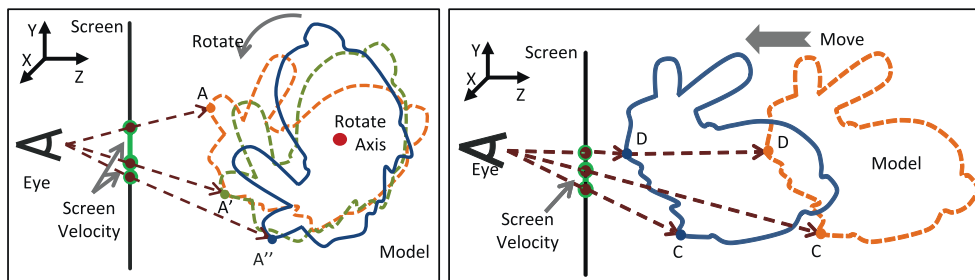 Screen
Y
X
Z
Rotate
A
Rotate
Axis
Eye
A'
Screen
Velocity
A''
Model
Screen
Move
Y
X
Z
D
D
Model
Eye
Screen
Velocity
C
C